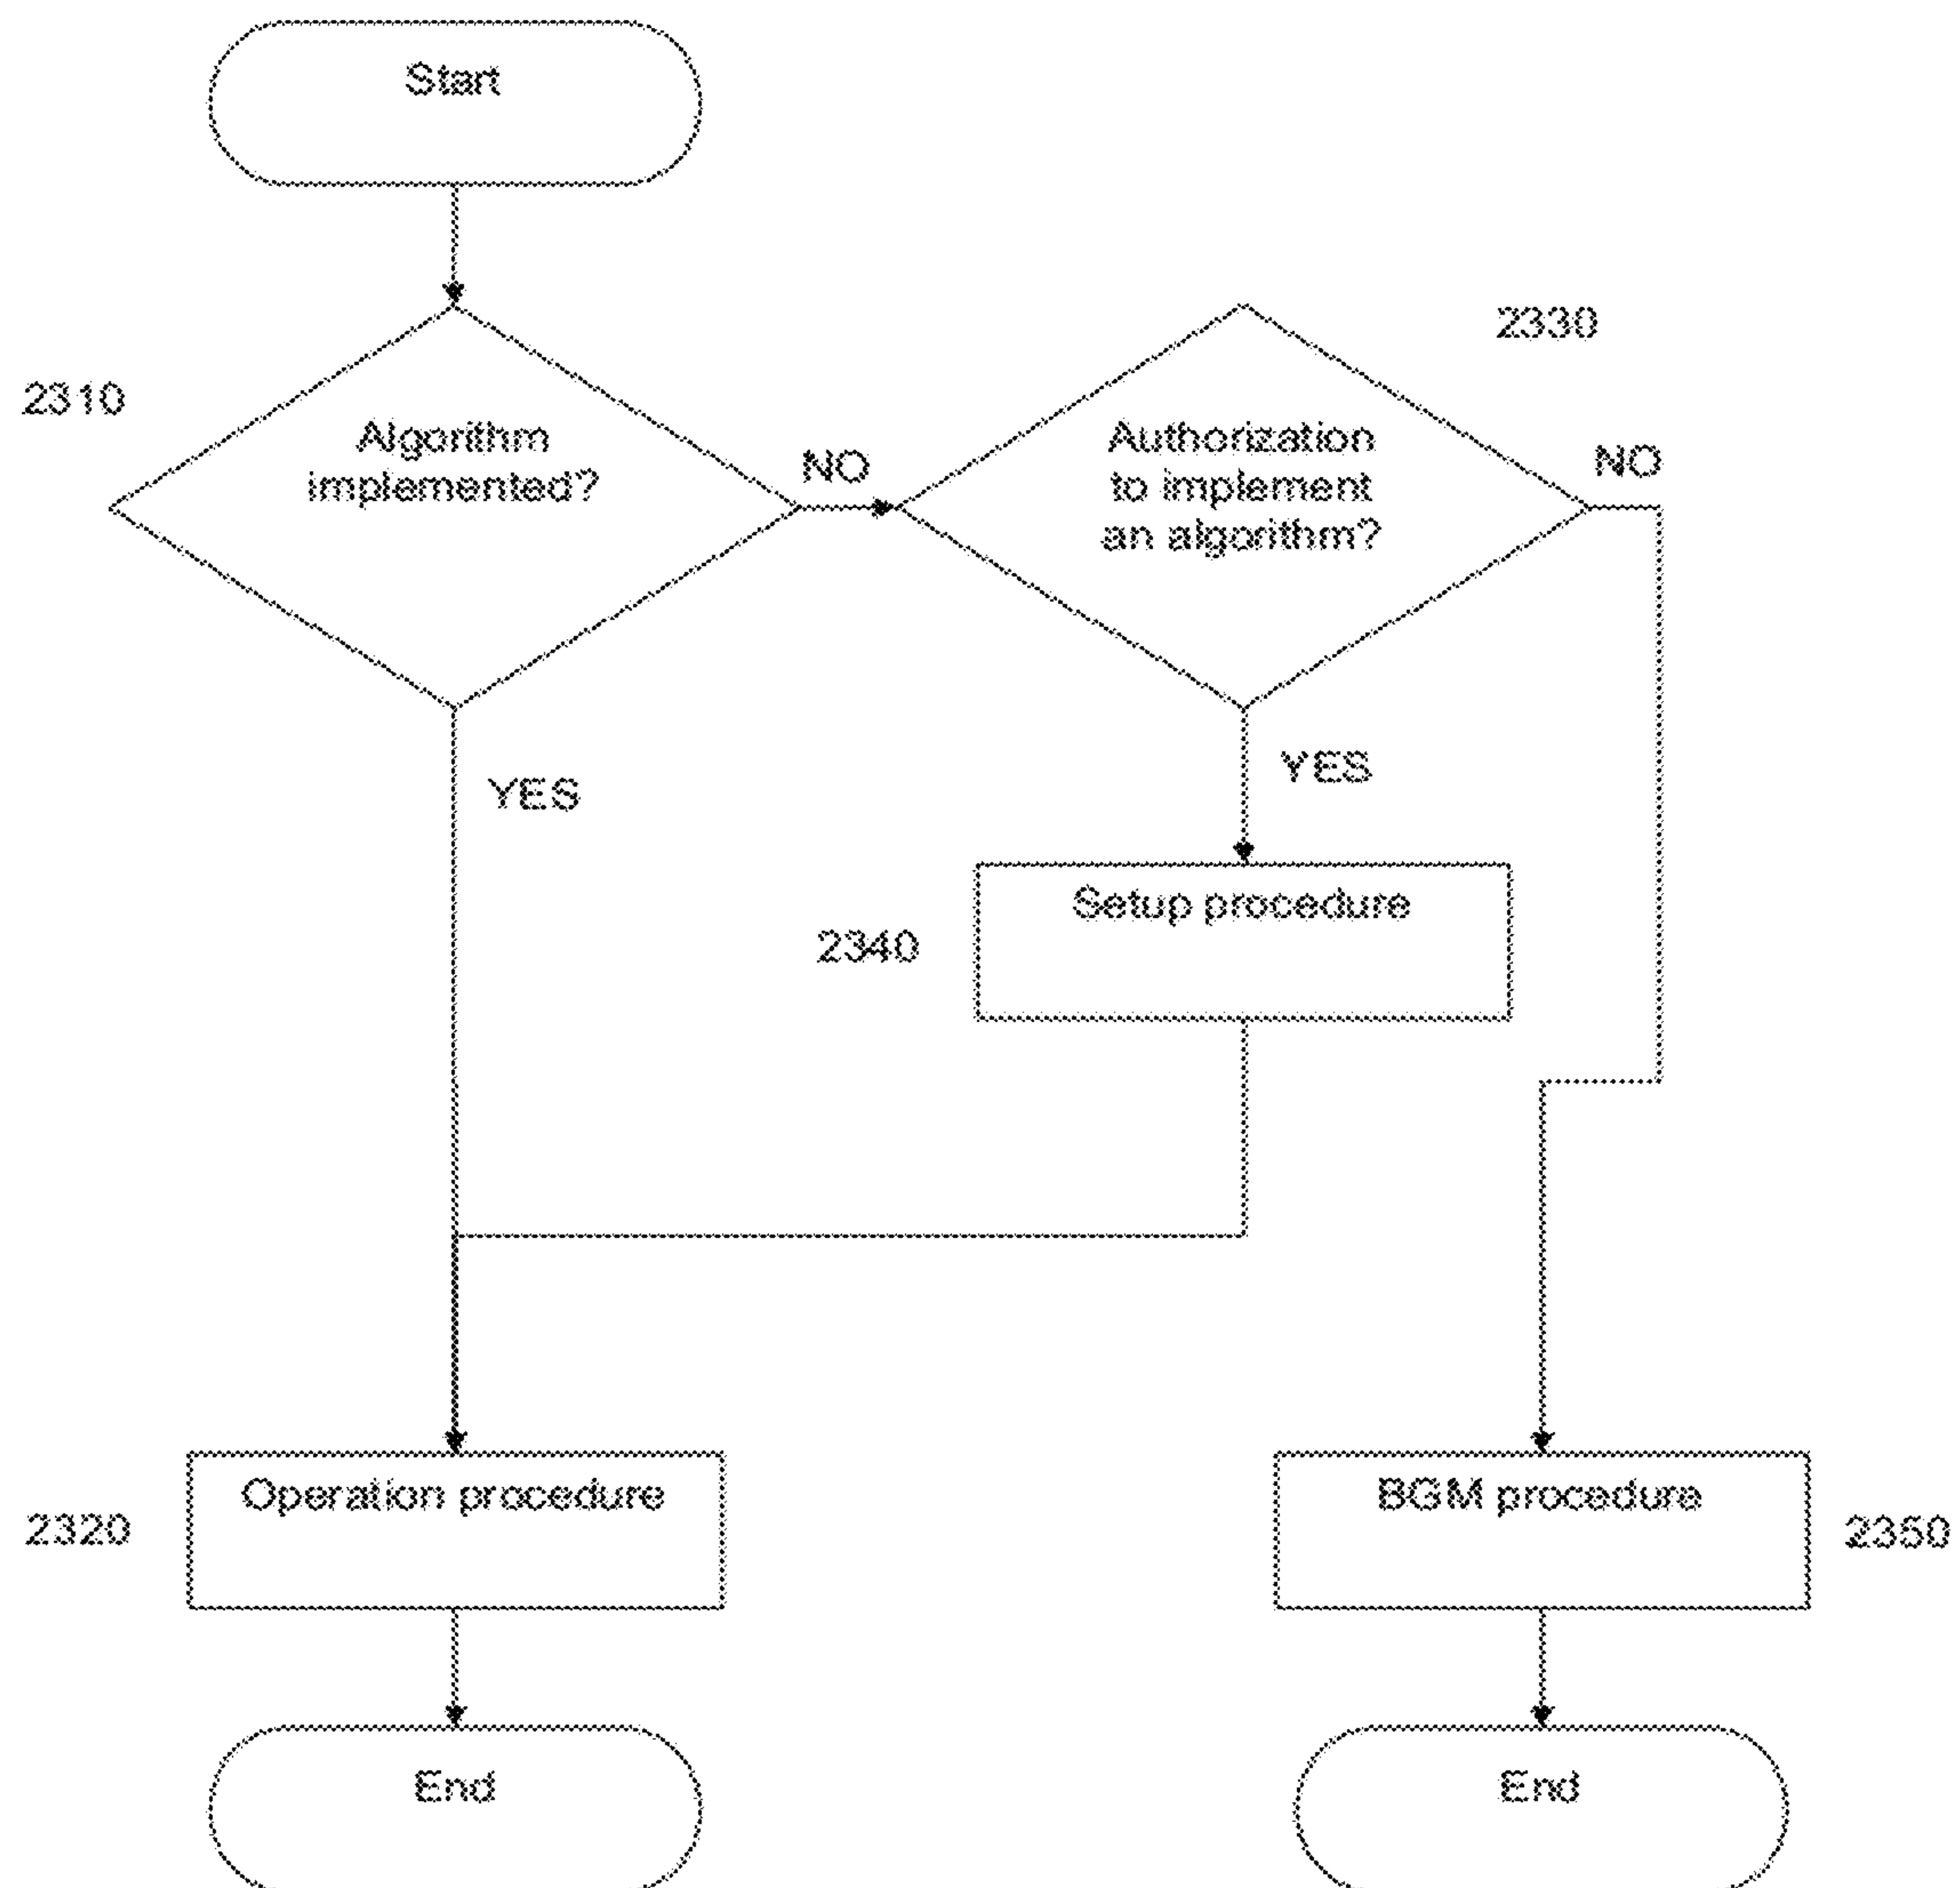 Start
2310
Algorithm
implemented?
NO
2330
Authorization
to implement
an algorithm?
NO
YES
YES
Setup procedure
2340
Operation procedure
2320
BGM procedure
2350
End
End